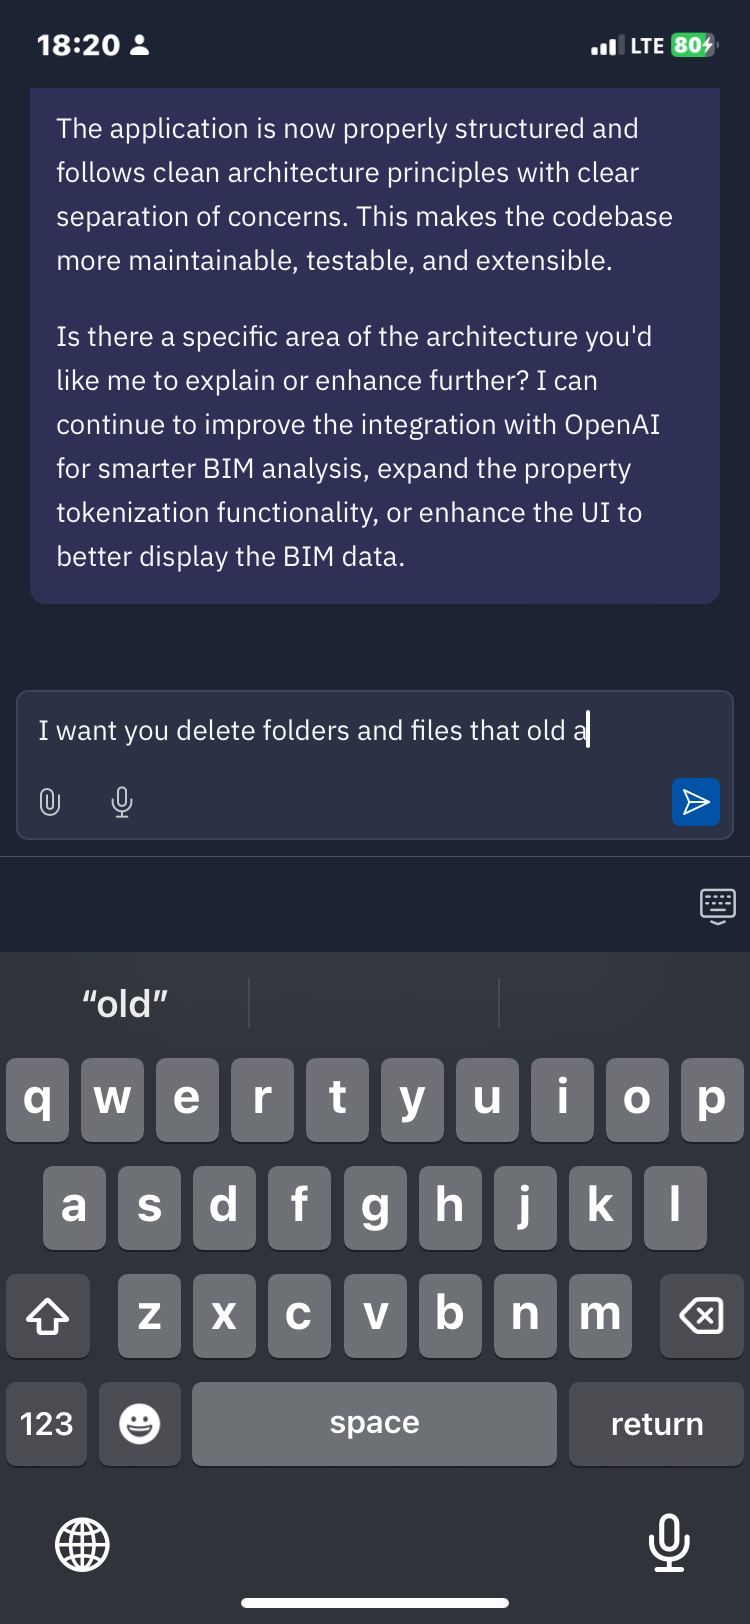 18:20
LTE 80
The application is now properly structured and
follows clean architecture principles with clear
separation of concerns. This makes the codebase
more maintainable, testable, and extensible.
Is there a specific area of the architecture you'd
like me to explain or enhance further? I can
continue to improve the integration with OpenAI
for smarter BIM analysis, expand the property
tokenization functionality, or enhance the UI to
better display the BIM data.
I want you delete folders and files that old a
“old”
q w e r t y u i o p
a s d f g h j k l
z x c v b n m
123 space return